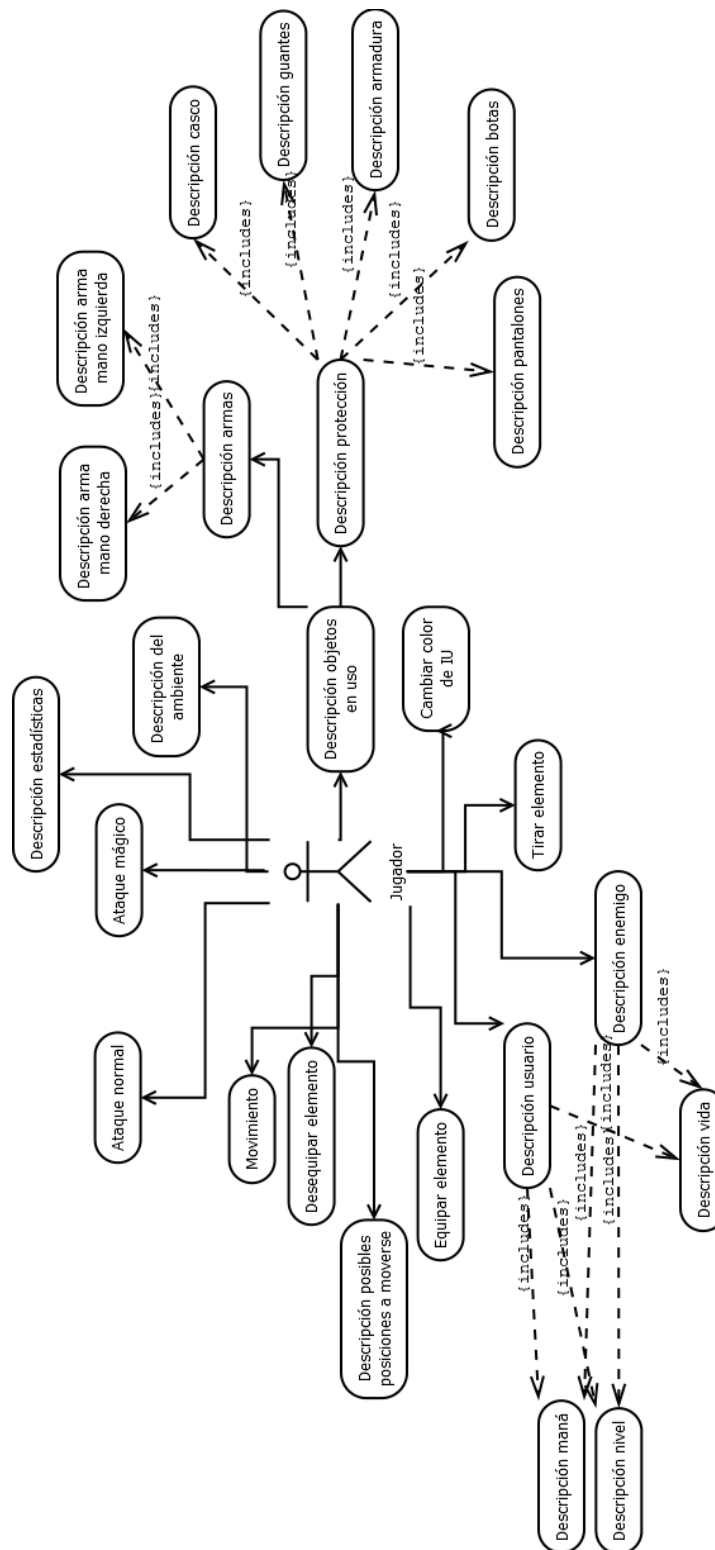 Descripción estadísticas
Descripción arma
mano derecha
Descripción arma
mano izquierda
Ataque normal
Ataque mágico
{includes}
{includes}
Descripción del
ambiente
Descripción casco
Descripción armas
{includes}
Movimiento
Descripción guantes
{includes}
Desequipar elemento
Descripción objetos
en uso
Descripción protección
{includes}
Descripción armadura
Descripción posibles
posiciones a moverse
Jugador
{includes}
{includes}
Equipar elemento
Cambiar color
de IU
Descripción botas
Descripción pantalones
Descripción usuario
{includes}
Tirar elemento
Descripción maná
{includes}
{includes}
{includes}
{includes}
Descripción nivel
Descripción enemigo
{includes}
Descripción vida